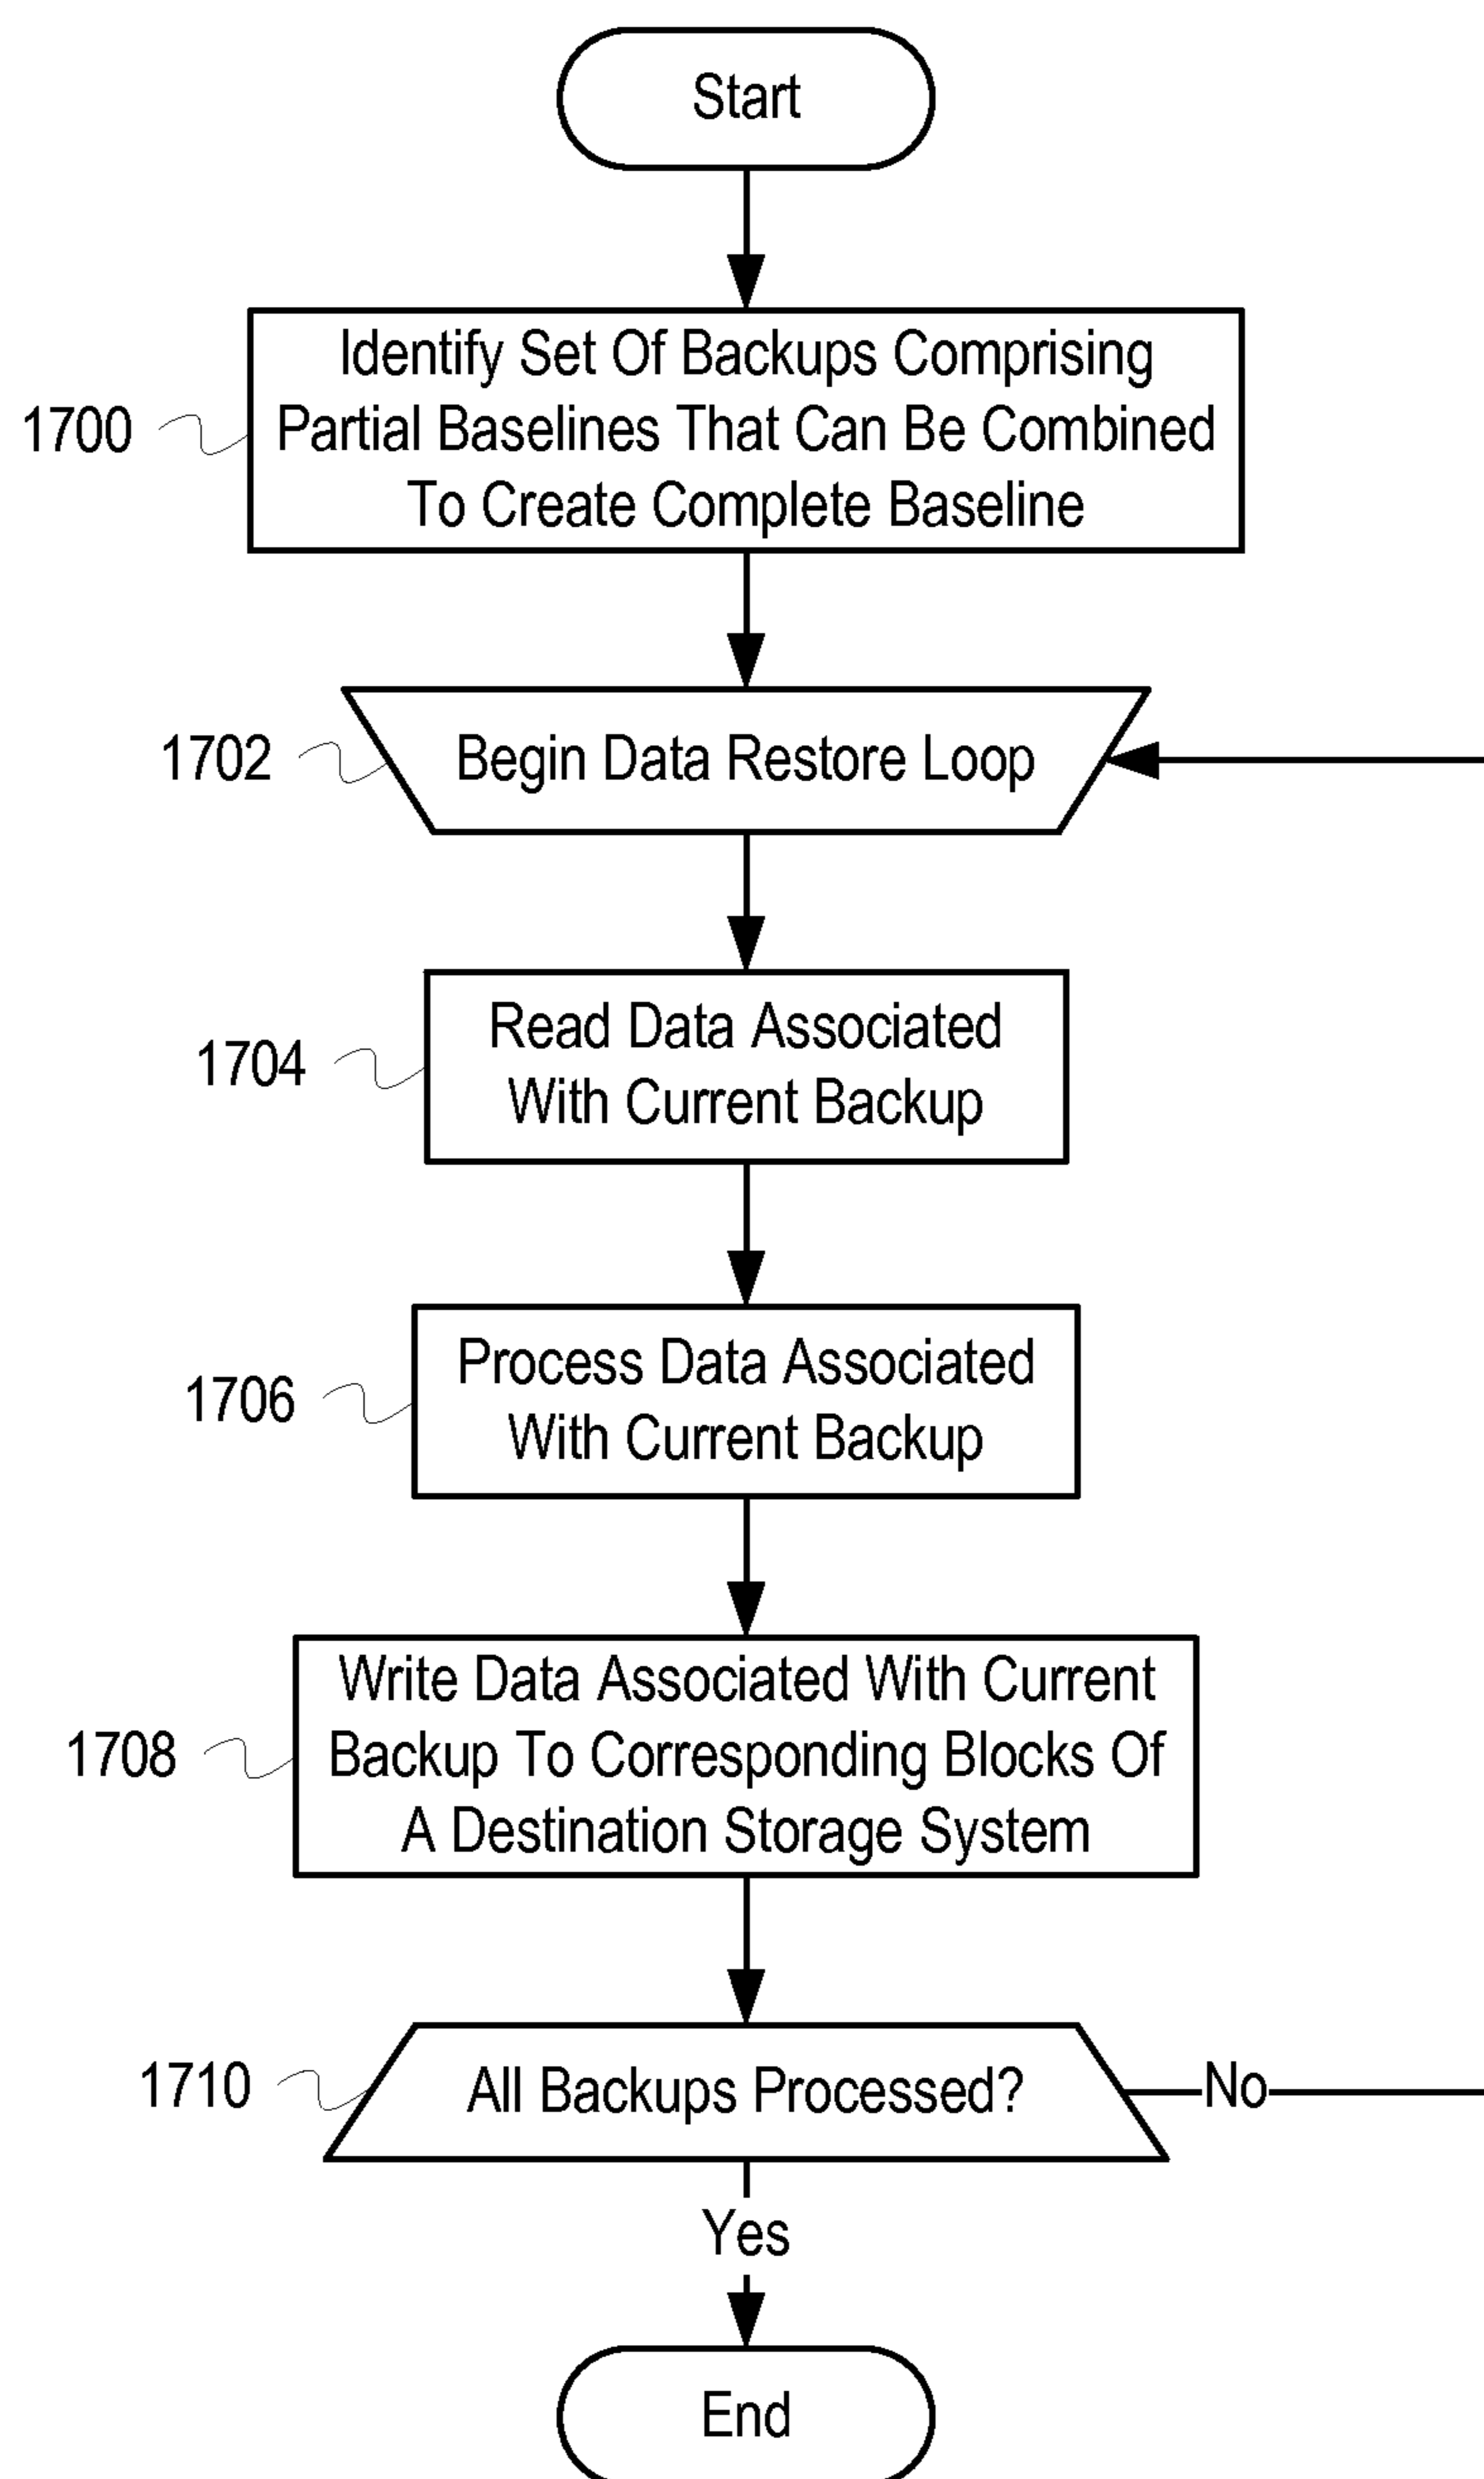 Start
Identify Set Of Backups Comprising
Partial Baselines That Can Be Combined
To Create Complete Baseline
1700
Begin Data Restore Loop
1702
Read Data Associated
With Current Backup
1704
Process Data Associated
With Current Backup
1706
Write Data Associated With Current
Backup To Corresponding Blocks Of
A Destination Storage System
1708
All Backups Processed?
1710
No
Yes
End